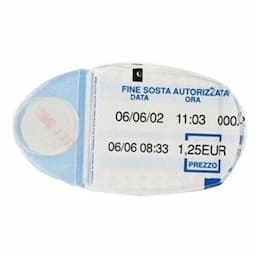 FINE SOSTA AUTORIZZATA
DATA ORA
06/06/02 11:03 000.
06/06 08:33 1,25EUR
PREZZO